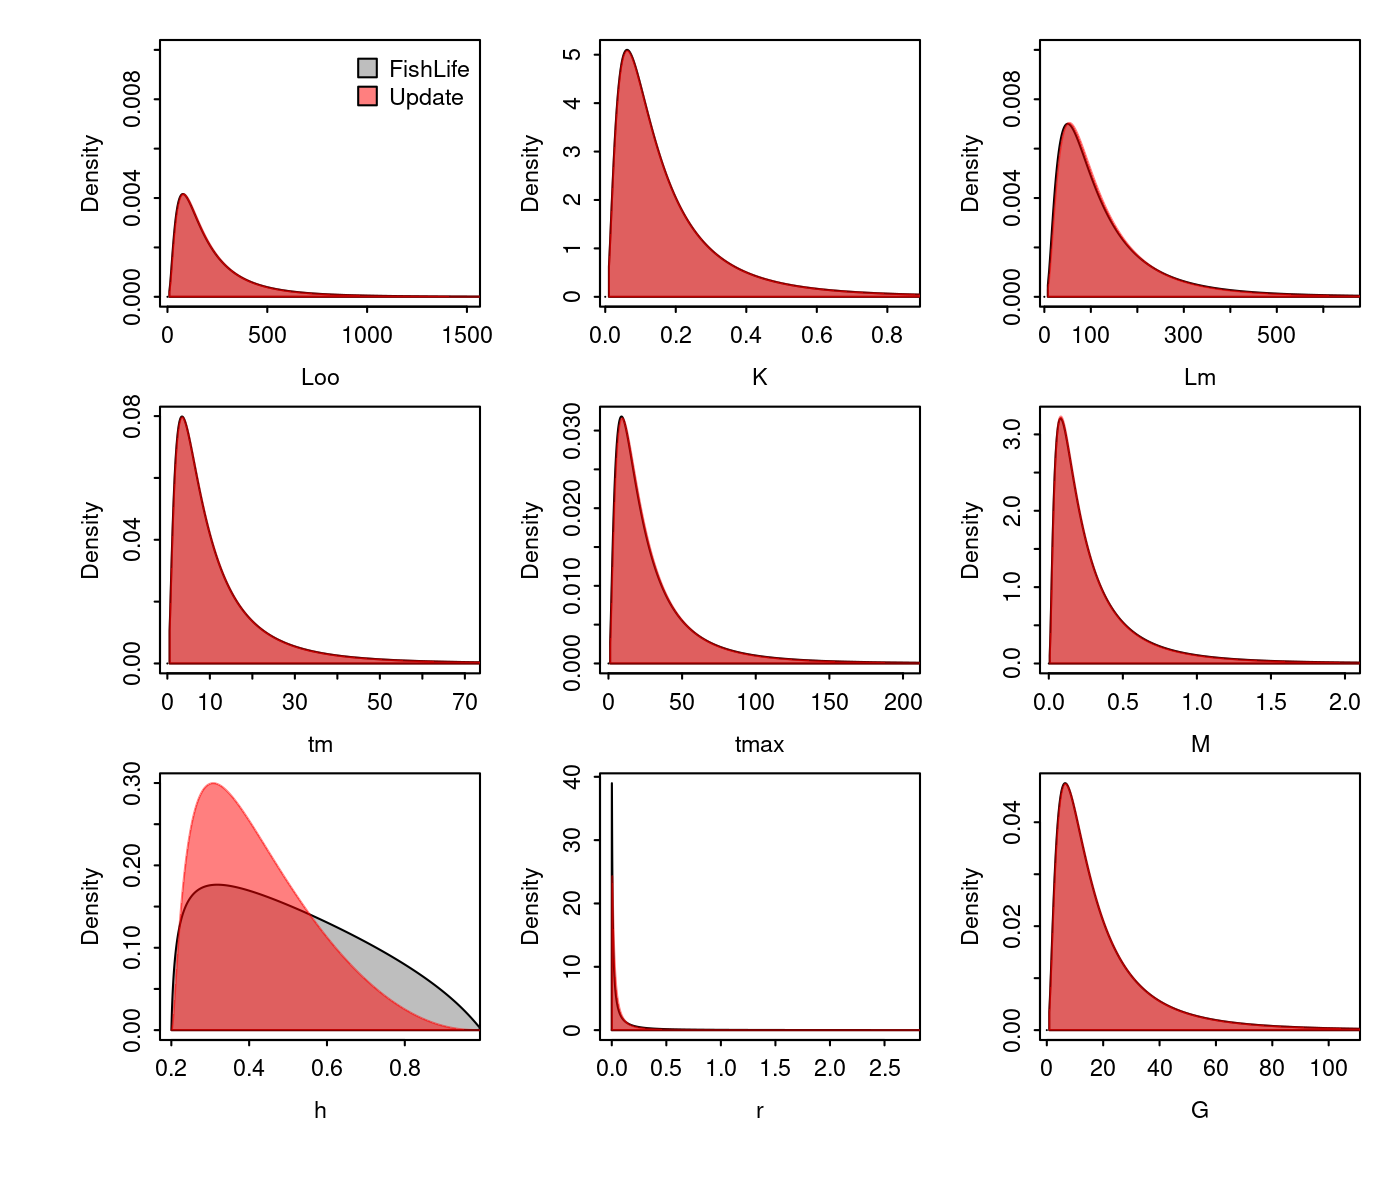 FishLife
Update
Density
0.000 0.004 0.008
0 500 1000 1500
Loo
Density
0 1 2 3 4 5
0.0 0.2 0.4 0.6 0.8
K
Density
0.000 0.004 0.008
0 100 300 500
Lm
Density
0.00 0.04 0.08
0 10 30 50 70
tm
Density
0.000 0.010 0.020 0.030
0 50 100 150 200
tmax
Density
0.0 1.0 2.0 3.0
0.0 0.5 1.0 1.5 2.0
M
Density
0.00 0.10 0.20 0.30
0.2 0.4 0.6 0.8
h
Density
0 10 20 30 40
0.0 0.5 1.0 1.5 2.0 2.5
r
Density
0.00 0.02 0.04
0 20 40 60 80 100
G